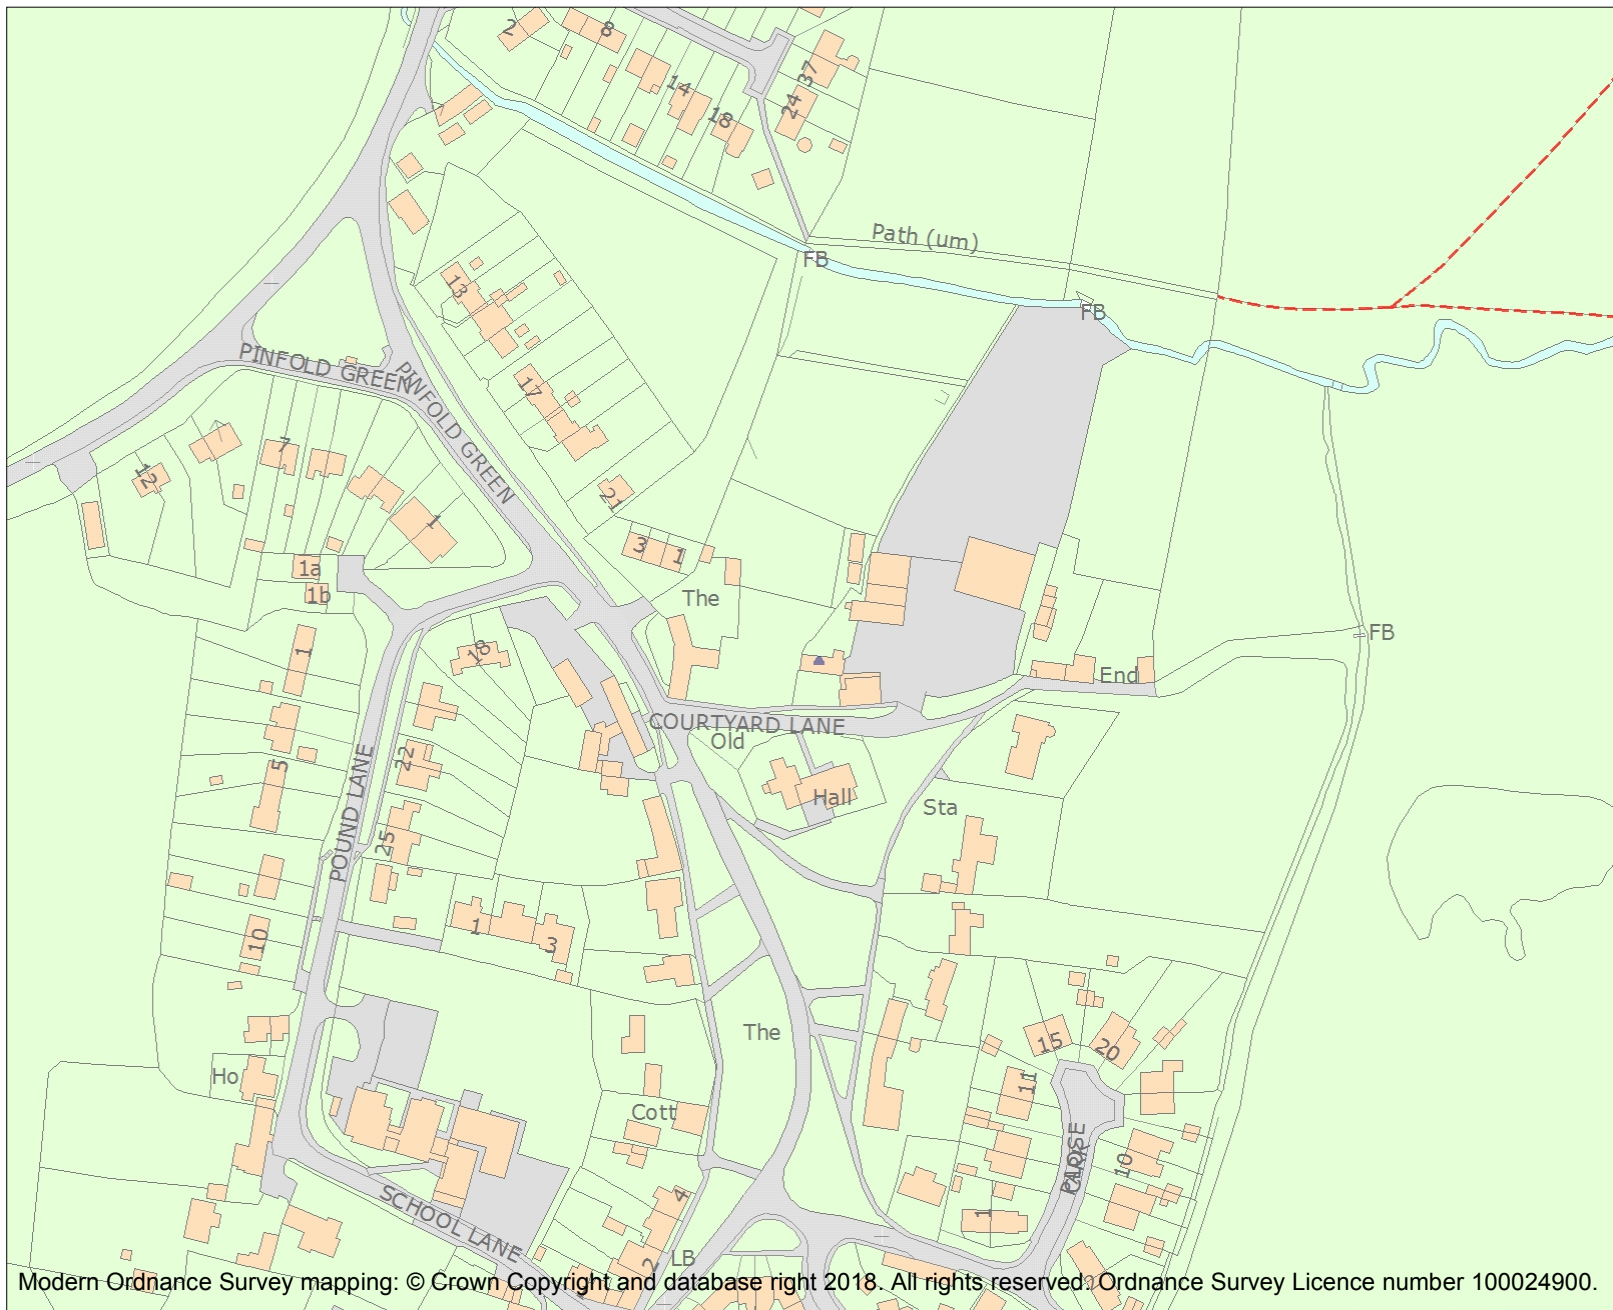 2
8
14
18
37
24
Path (um)
FB
FB
13
PINFOLD GREEN
PINFOLD GREEN
17
7
12
21
1
3
1
1a
1b
The
FB
18
1
End
COURTYARD LANE
Old
22
5
Hall
Sta
POUND LANE
25
1
3
10
The
15
20
11
Ho
Cott
10
SCHOOL LANE
4
1
LB
2
Modern Ordnance Survey mapping: © Crown Copyright and database right 2018. All rights reserved. Ordnance Survey Licence number 100024900.